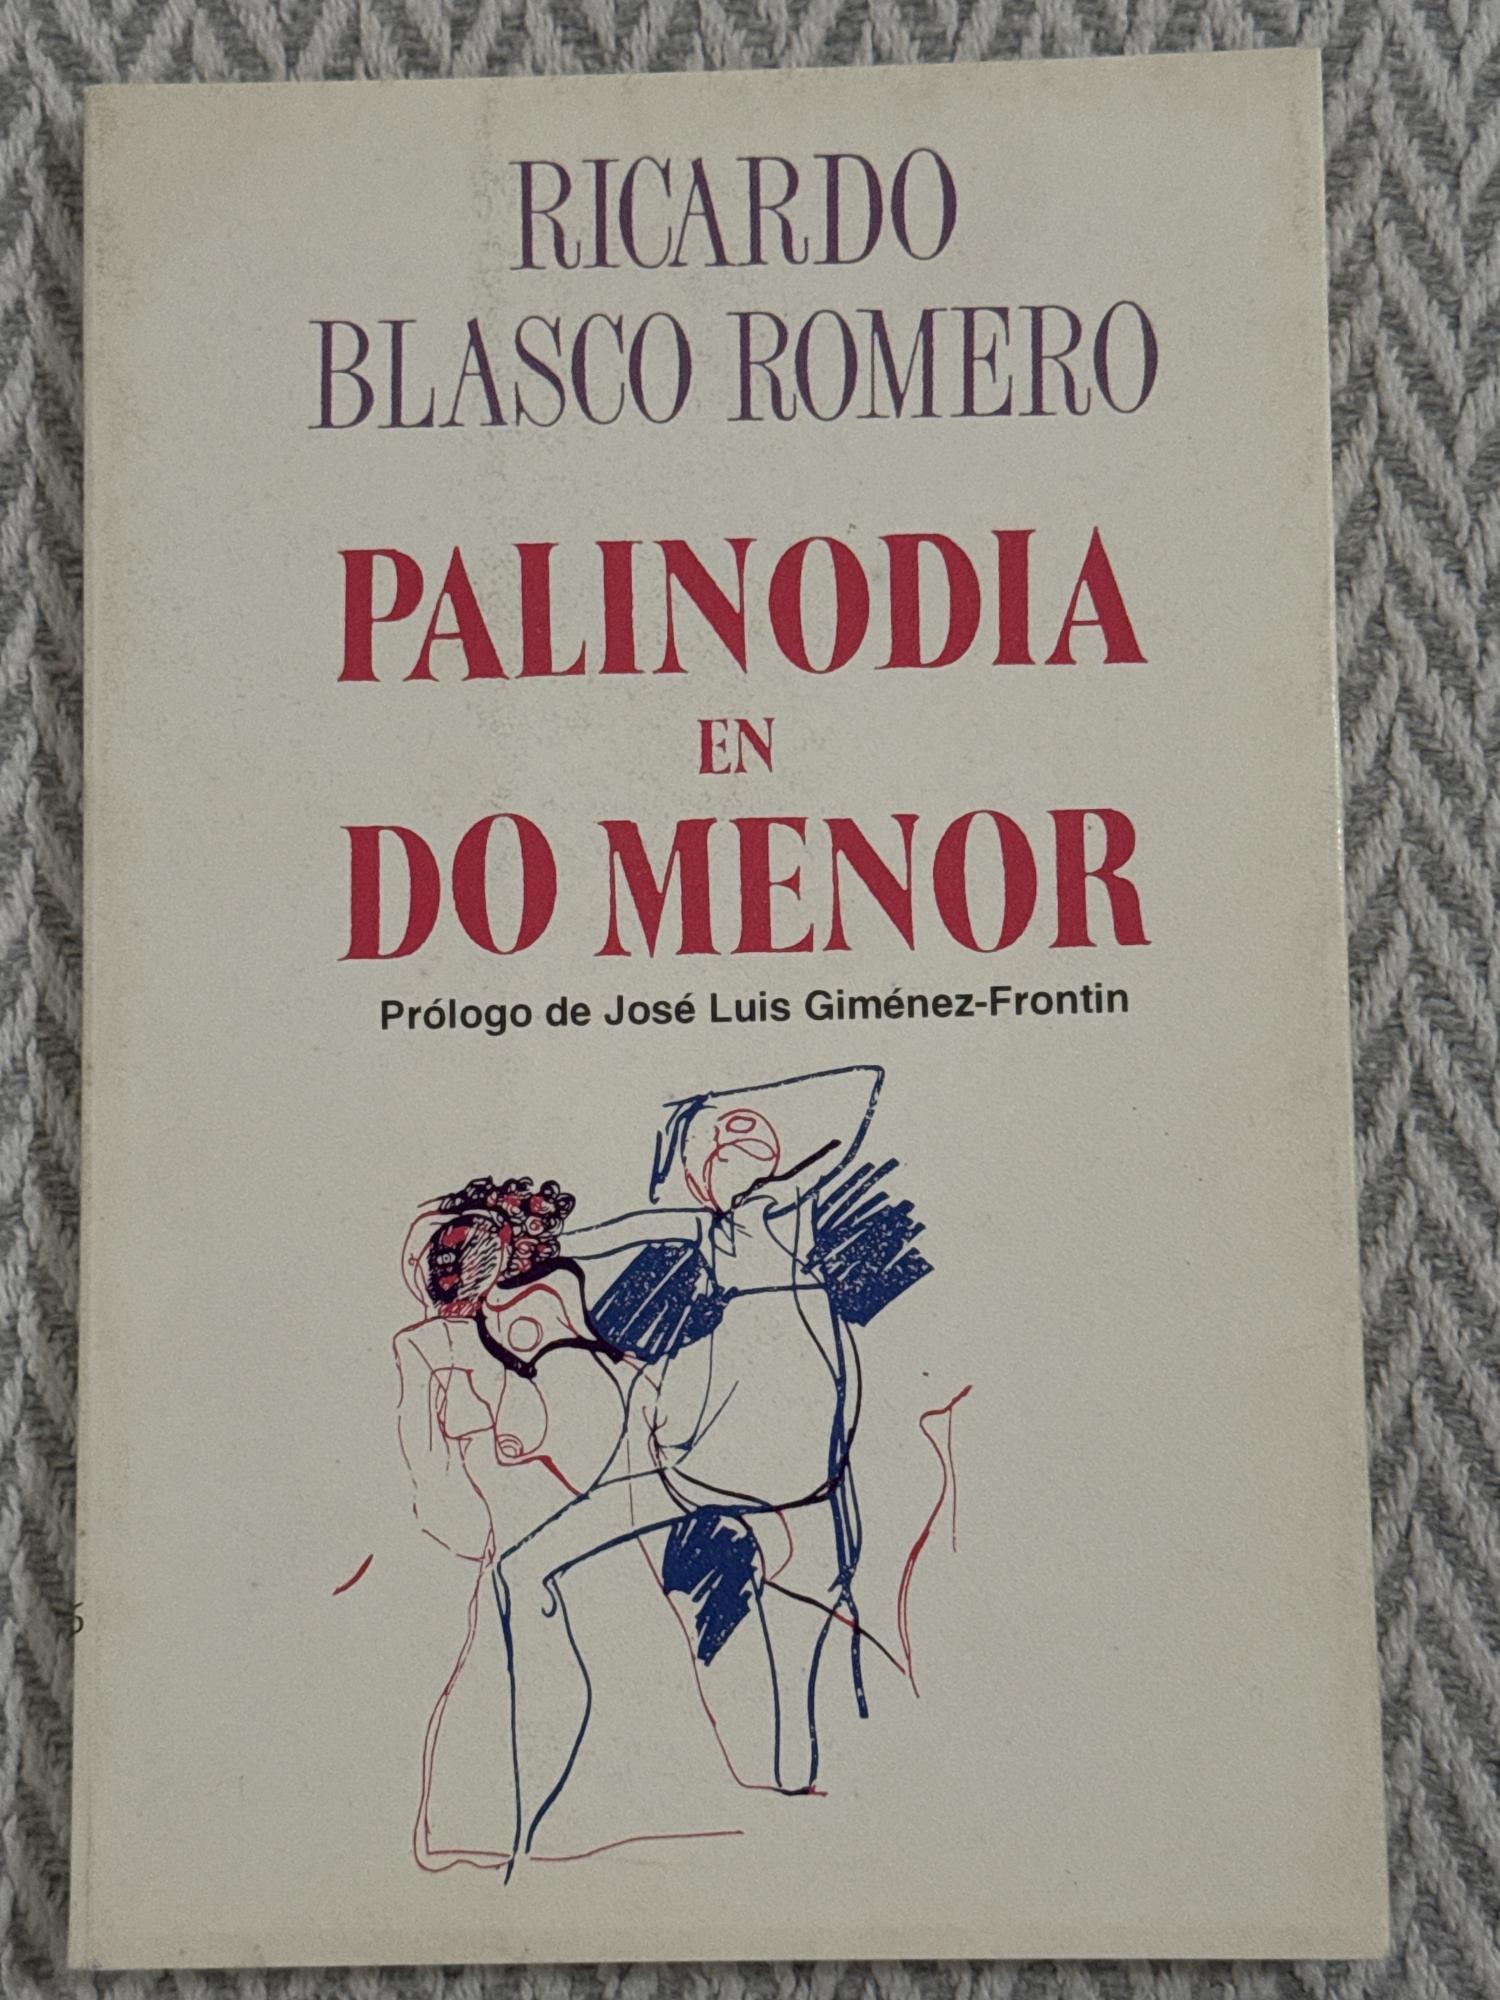 RICARDO
BLASCO ROMERO
PALINODIA
EN
DO MENOR
Prólogo de José Luis Giménez-Frontin